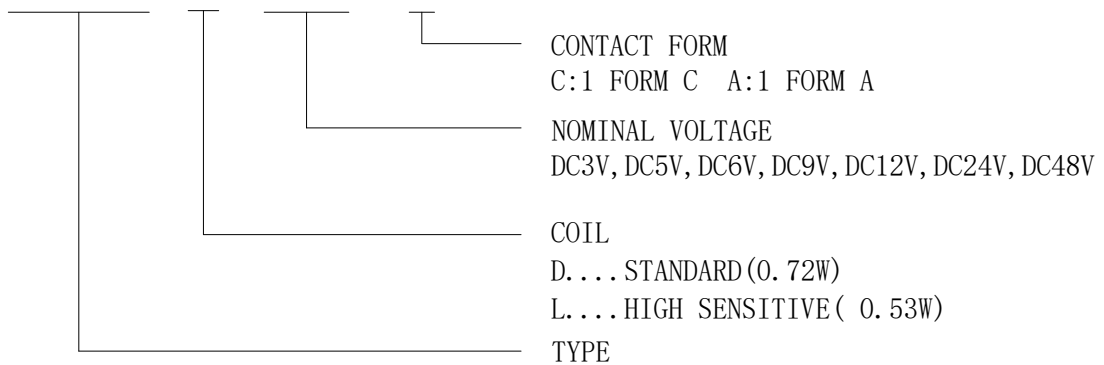 CONTACT FORM
C:1 FORM C  A:1 FORM A
NOMINAL VOLTAGE
DC3V,DC5V,DC6V,DC9V,DC12V,DC24V,DC48V
COIL
D....STANDARD(0.72W)
L....HIGH SENSITIVE( 0.53W)
TYPE